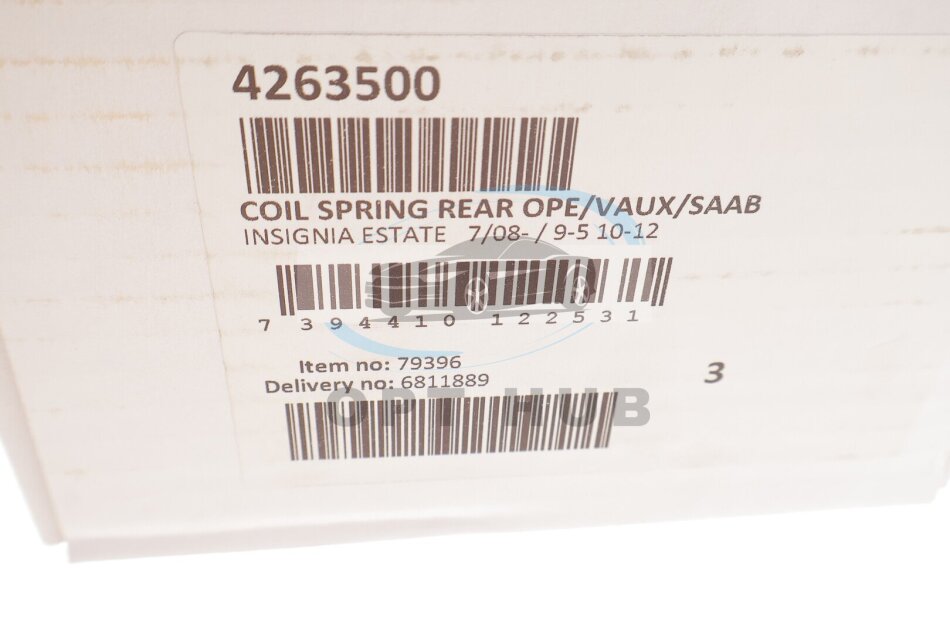 4263500
COIL SPRING REAR OPE/VAUX/SAAB
INSIGNIA ESTATE 7/08- / 9-5 10-12
7 394410 122531
Item no: 79396
Delivery no: 6811889
3
OPT HUB